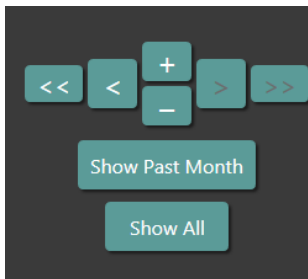 +
<< < > >>
−
Show Past Month
Show All